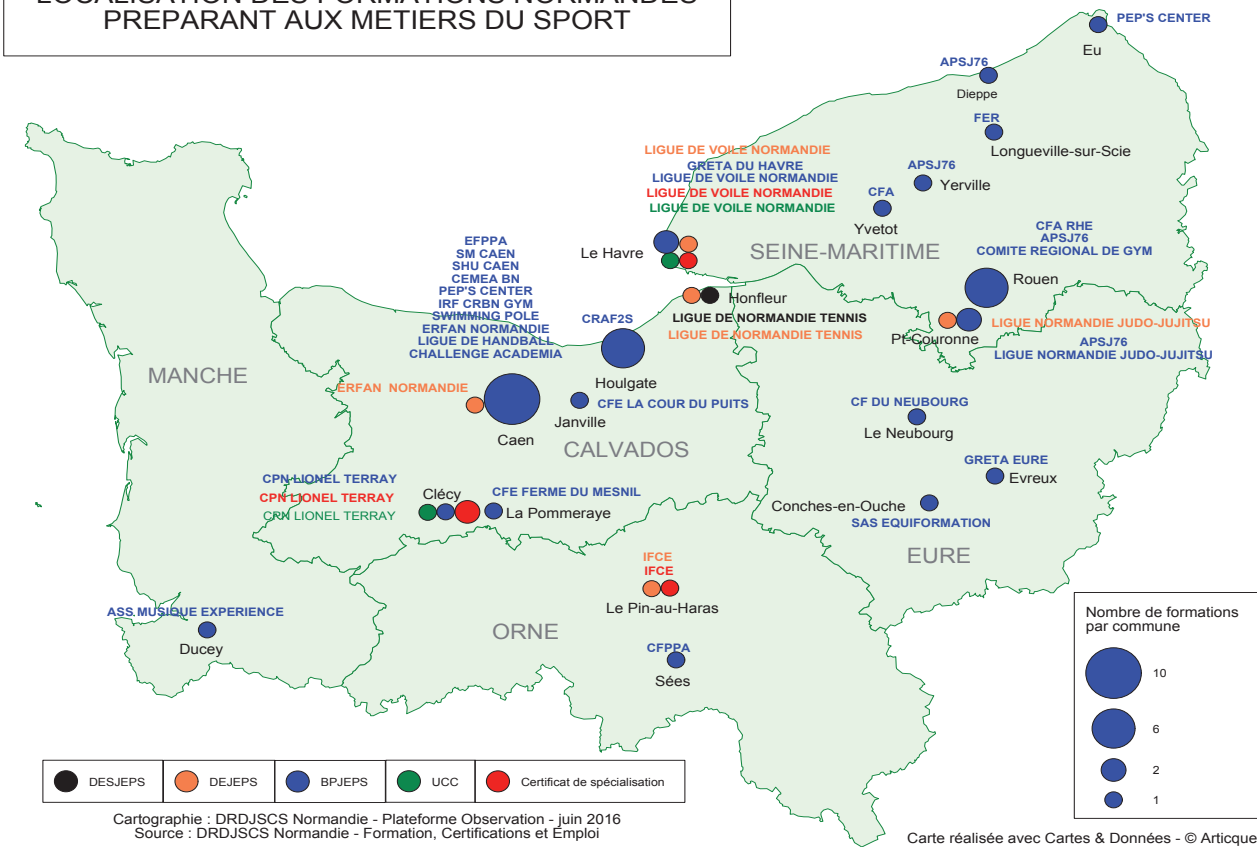 LOCALISATION DES FORMATIONS NORMANDES
PREPARANT AUX METIERS DU SPORT
PEP'S CENTER
Eu
APSJ76
Dieppe
FER
Longueville-sur-Scie
APSJ76
Yerville
CFA
Yvetot
LIGUE DE VOILE NORMANDIE
GRETA DU HAVRE
LIGUE DE VOILE NORMANDIE
LIGUE DE VOILE NORMANDIE
LIGUE DE VOILE NORMANDIE
Le Havre
SEINE-MARITIME
CFA RHE
APSJ76
COMITE REGIONAL DE GYM
Rouen
Honfleur
LIGUE DE NORMANDIE TENNIS
LIGUE DE NORMANDIE TENNIS
Pt-Couronne
LIGUE NORMANDIE JUDO-JUJITSU
APSJ76
LIGUE NORMANDIE JUDO-JUJITSU
EFPPA
SM CAEN
SHU CAEN
CEMEA BN
PEP'S CENTER
IRF CRBN GYM
SWIMMING POLE
ERFAN NORMANDIE
LIGUE DE HANDBALL
CHALLENGE ACADEMIA
CRAF2S
Houlgate
MANCHE
ERFAN NORMANDIE
Caen
Janville
CFE LA COUR DU PUITS
CALVADOS
CF DU NEUBOURG
Le Neubourg
GRETA EURE
Evreux
Conches-en-Ouche
SAS EQUIFORMATION
EURE
CPN LIONEL TERRAY
CPN LIONEL TERRAY
CPN LIONEL TERRAY
Clécy
CFE FERME DU MESNIL
La Pommeraye
IFCE
IFCE
Le Pin-au-Haras
ORNE
CFPPA
Sées
ASS MUSIQUE EXPERIENCE
Ducey
Nombre de formations
par commune
10
6
2
1
DESJEPS
DEJEPS
BPJEPS
UCC
Certificat de spécialisation
Cartographie : DRDJSCS Normandie - Plateforme Observation - juin 2016
Source : DRDJSCS Normandie - Formation, Certifications et Emploi
Carte réalisée avec Cartes & Données - © Articque